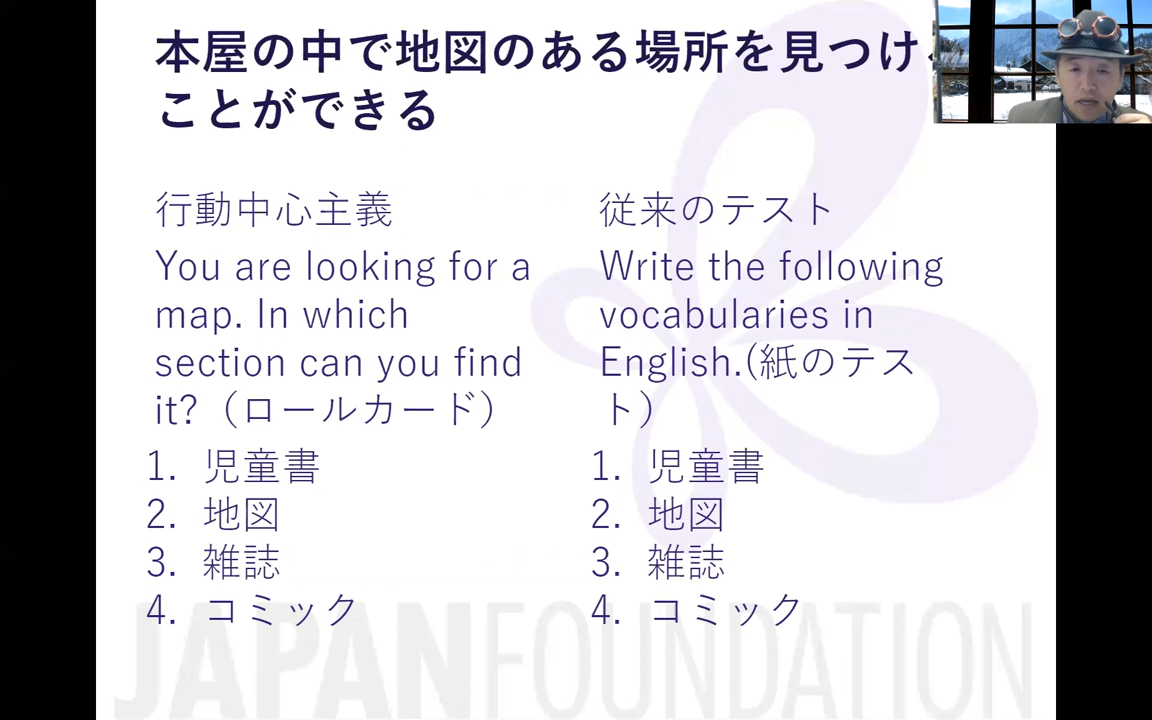 本屋の中で地図のある場所を見つけ
ことができる
行動中心主義
You are looking for a
map. In which
section can you find
it?（ロールカード）
1. 児童書
2. 地図
3. 雑誌
4. コミック
従来のテスト
Write the following
vocabularies in
English.(紙のテス
ト）
1. 児童書
2. 地図
3. 雑誌
4. コミック
JAPANFOUNDATION